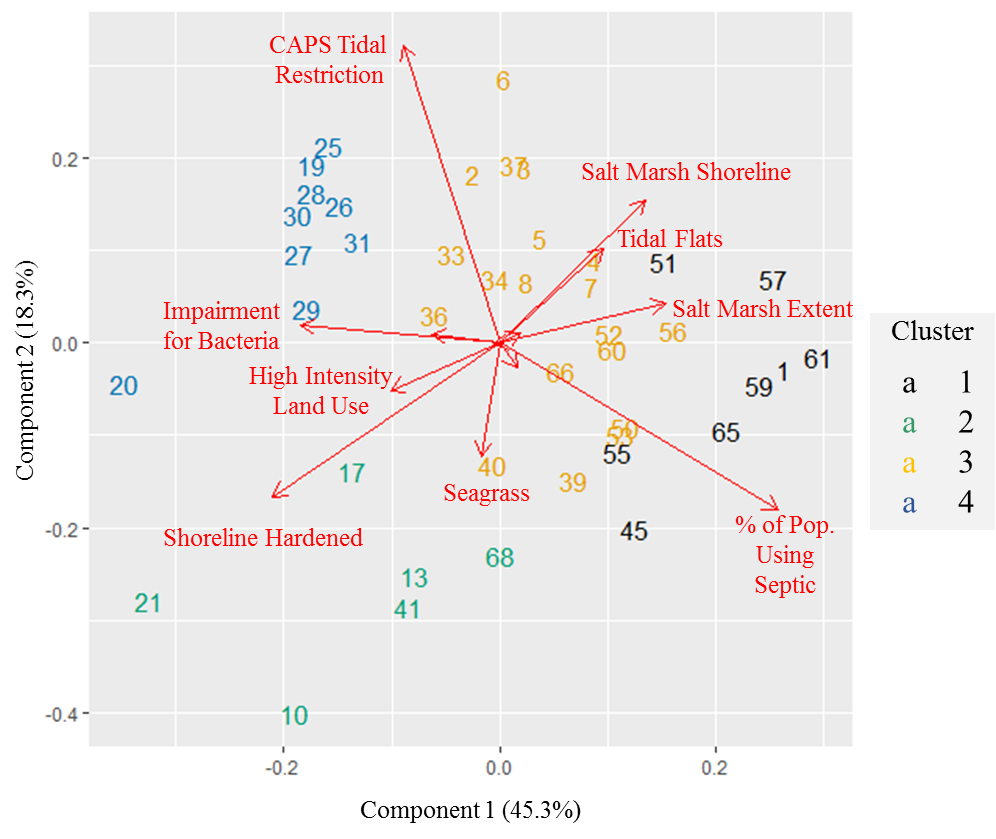 CAPS Tidal
Restriction
6
0.2
25
19
2
37
3
Salt Marsh Shoreline
28
30
26
27
31
33
5
Tidal Flats
4
51
57
34
8
7
Salt Marsh Extent
Impairment
for Bacteria
29
36
52
56
0.0
60
61
Cluster
High Intensity
Land Use
66
1
59
20
a 1
a 2
a 3
a 4
50
53
65
55
17
40
39
Seagrass
Shoreline Hardened
-0.2
45
% of Pop.
Using
Septic
68
13
41
21
10
-0.4
-0.2
0.0
0.2
Component 1 (45.3%)
Component 2 (18.3%)